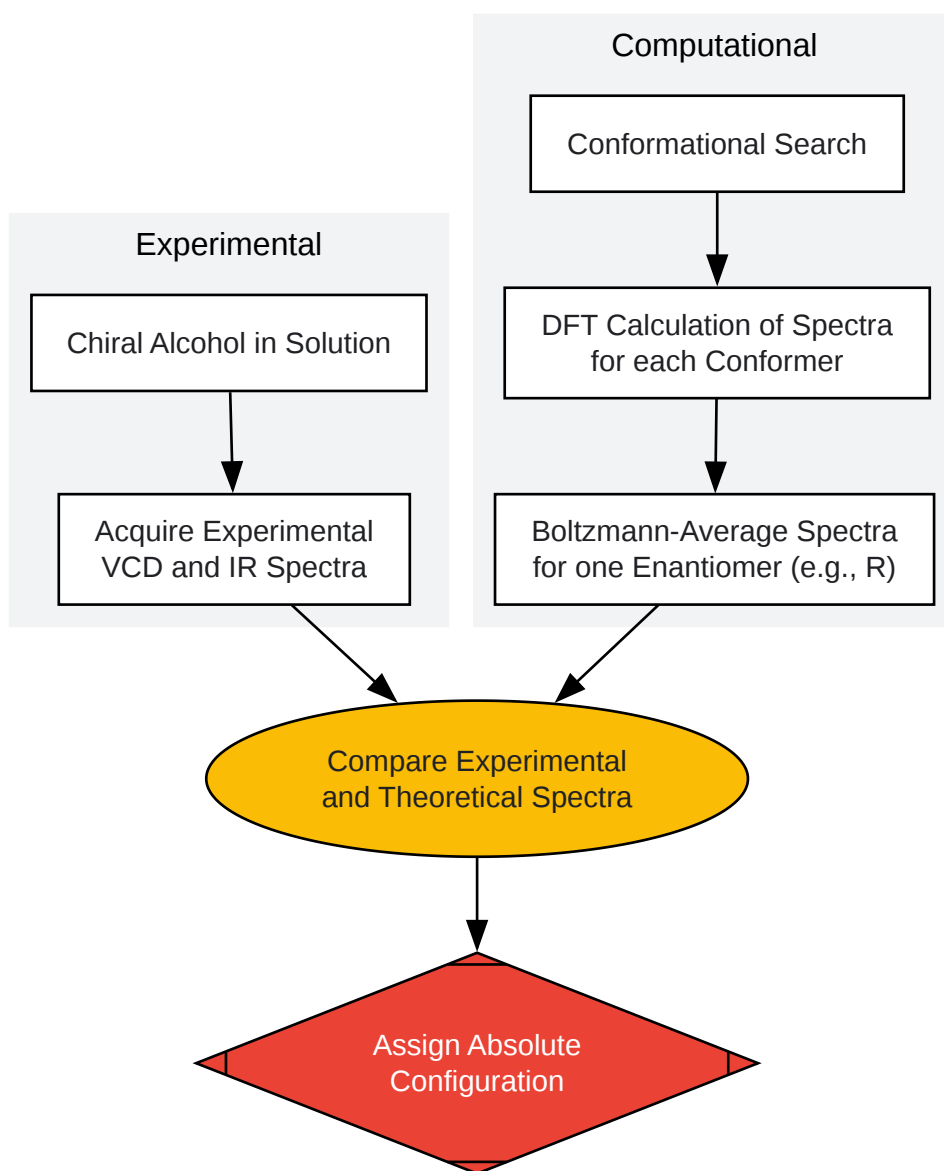 Computational
Conformational Search
DFT Calculation of Spectra
for each Conformer
Boltzmann-Average Spectra
for one Enantiomer (e.g., R)
Experimental
Chiral Alcohol in Solution
Acquire Experimental
VCD and IR Spectra
Compare Experimental
and Theoretical Spectra
Assign Absolute
Configuration